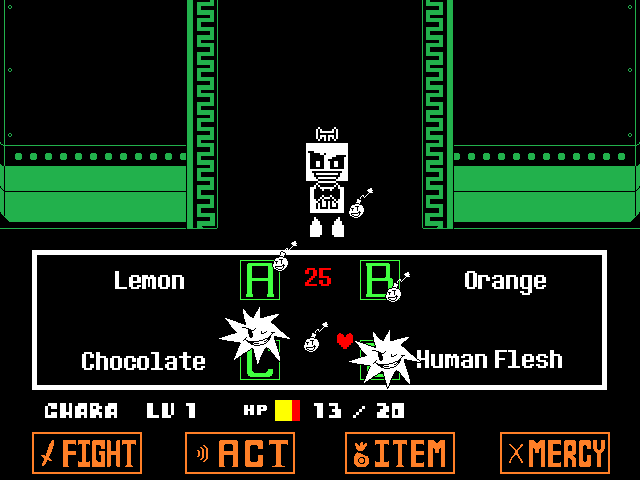 Lemon A 25 B Orange
Chocolate C Human Flesh
CHARA LV 1 HP 13 / 20
FIGHT ACT ITEM MERCY